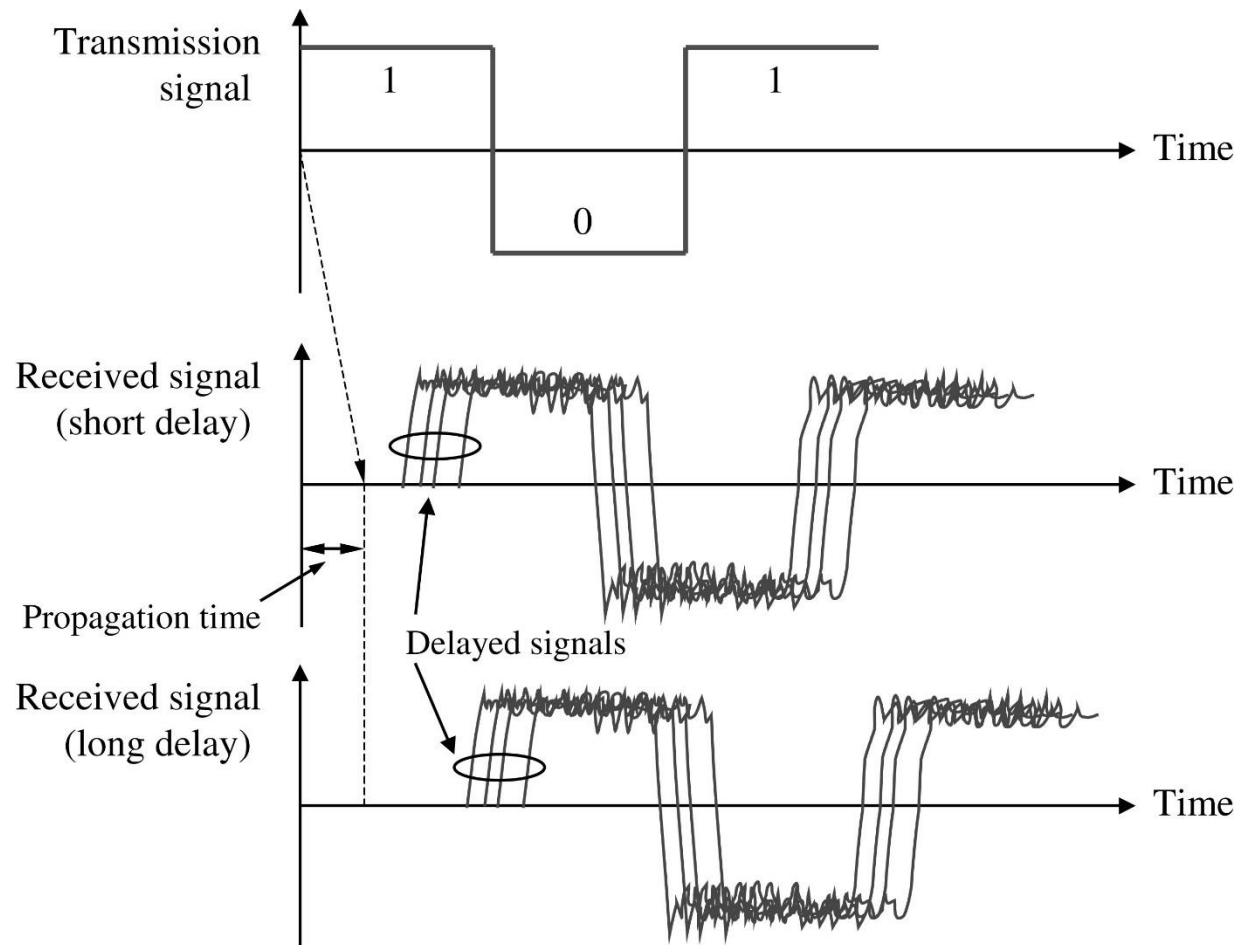 Transmission
signal
1
1
Time
0
Received signal
(short delay)
Time
Propagation time
Delayed signals
Received signal
(long delay)
Time